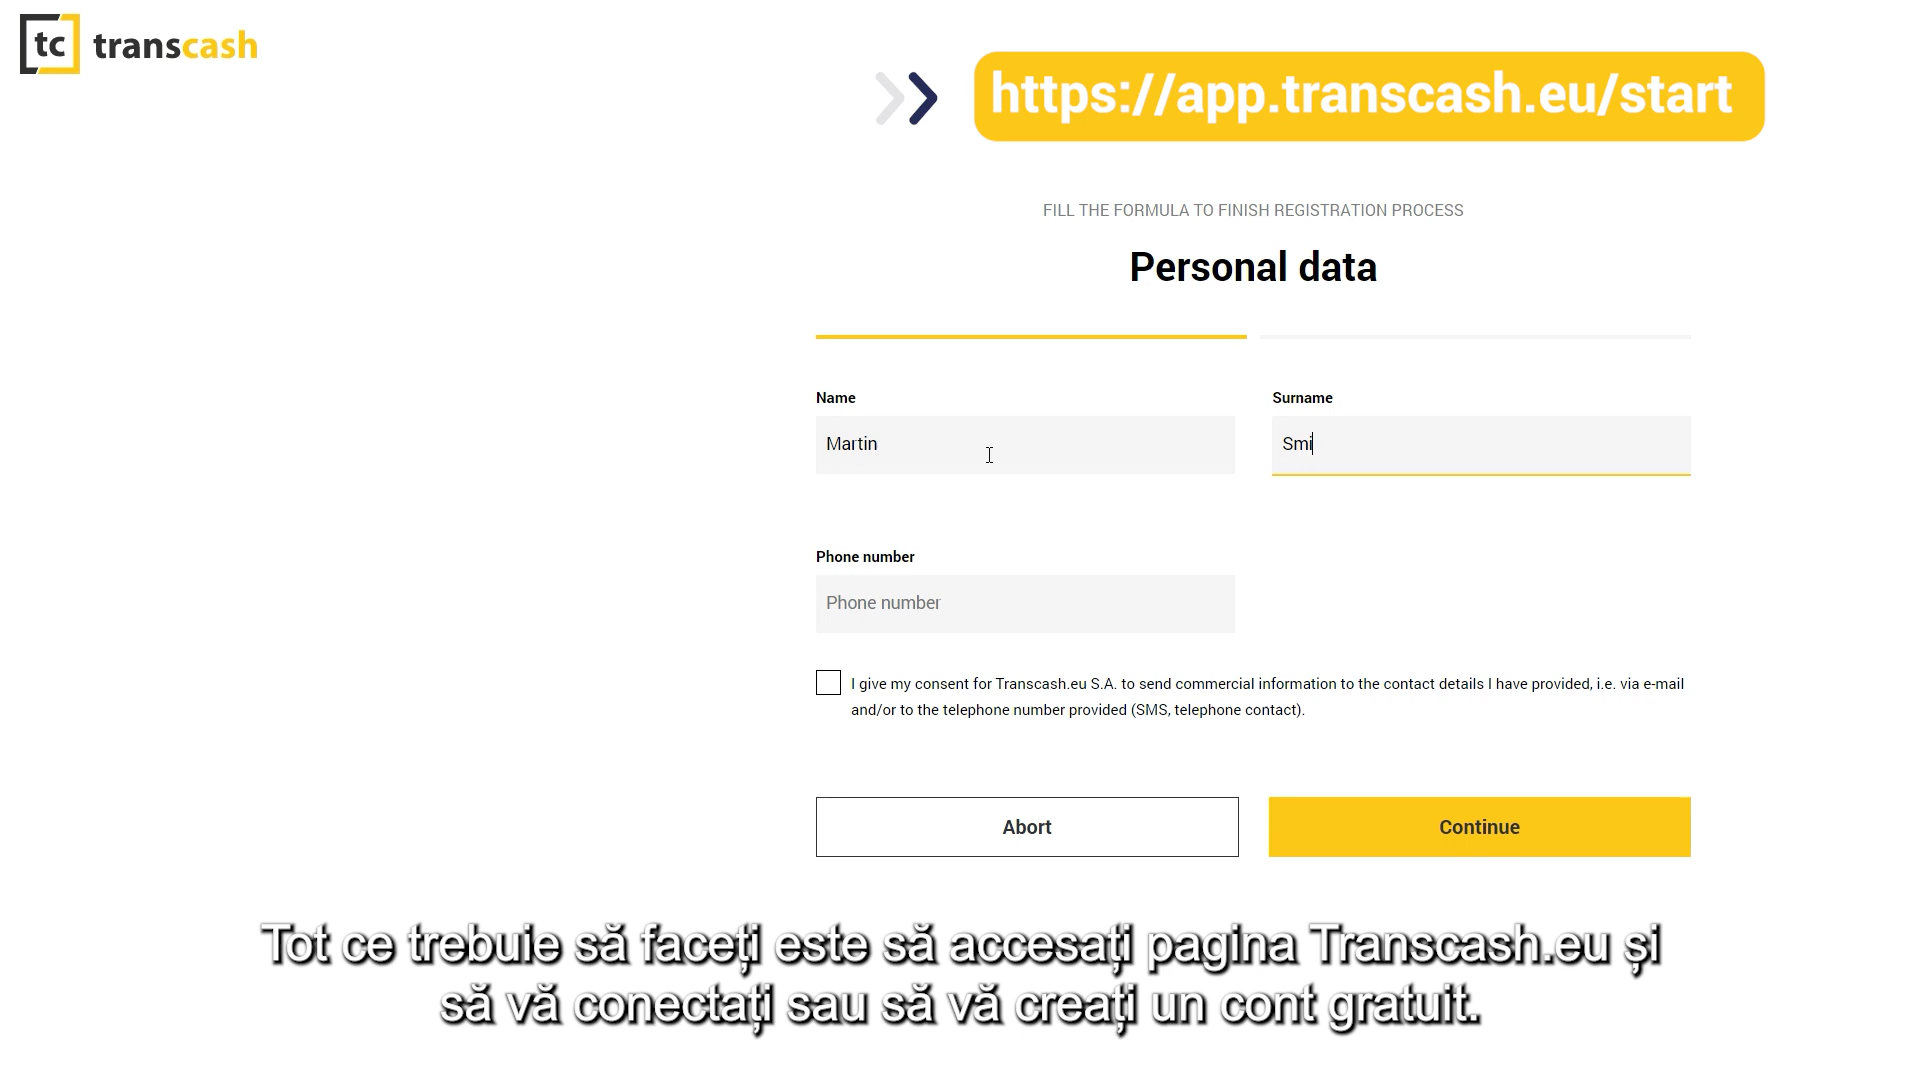 tc transcash
https://app.transcash.eu/start
FILL THE FORMULA TO FINISH REGISTRATION PROCESS
Personal data
Name
Surname
Martin
Smi
Phone number
Phone number
I give my consent for Transcash.eu S.A. to send commercial information to the contact details I have provided, i.e. via e-mail
and/or to the telephone number provided (SMS, telephone contact).
Abort
Continue
Tot ce trebuie să faceți este să accesați pagina Transcash.eu și
să vă conectați sau să vă creați un cont gratuit.